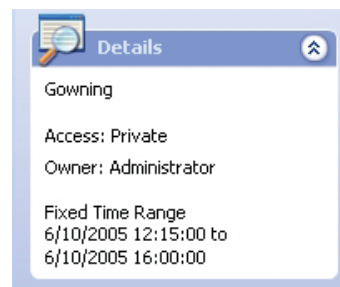 Details
Gowning
Access: Private
Owner: Administrator
Fixed Time Range
6/10/2005 12:15:00 to
6/10/2005 16:00:00